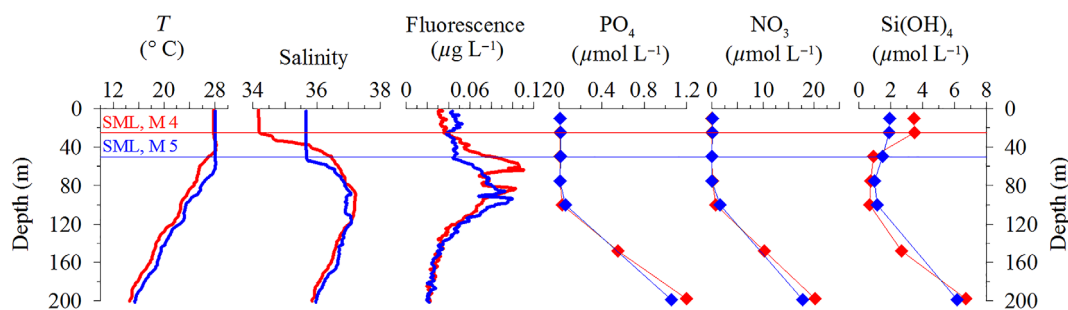 T
(° C)
Salinity
Fluorescence
(µg L−1)
PO4
(µmol L−1)
NO3
(µmol L−1)
Si(OH)4
(µmol L−1)
12 20 28
34 36 38
0 0.06 0.12
0 0.4 0.8 1.2
0 10 20
0 2 4 6 8
SML, M 4
SML, M 5
Depth (m)
0
40
80
120
160
200
Depth (m)
0
40
80
120
160
200